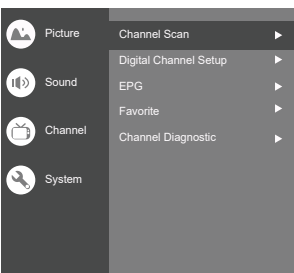 Picture
Sound
Channel
System
Channel Scan
Digital Channel Setup
EPG
Favorite
Channel Diagnostic